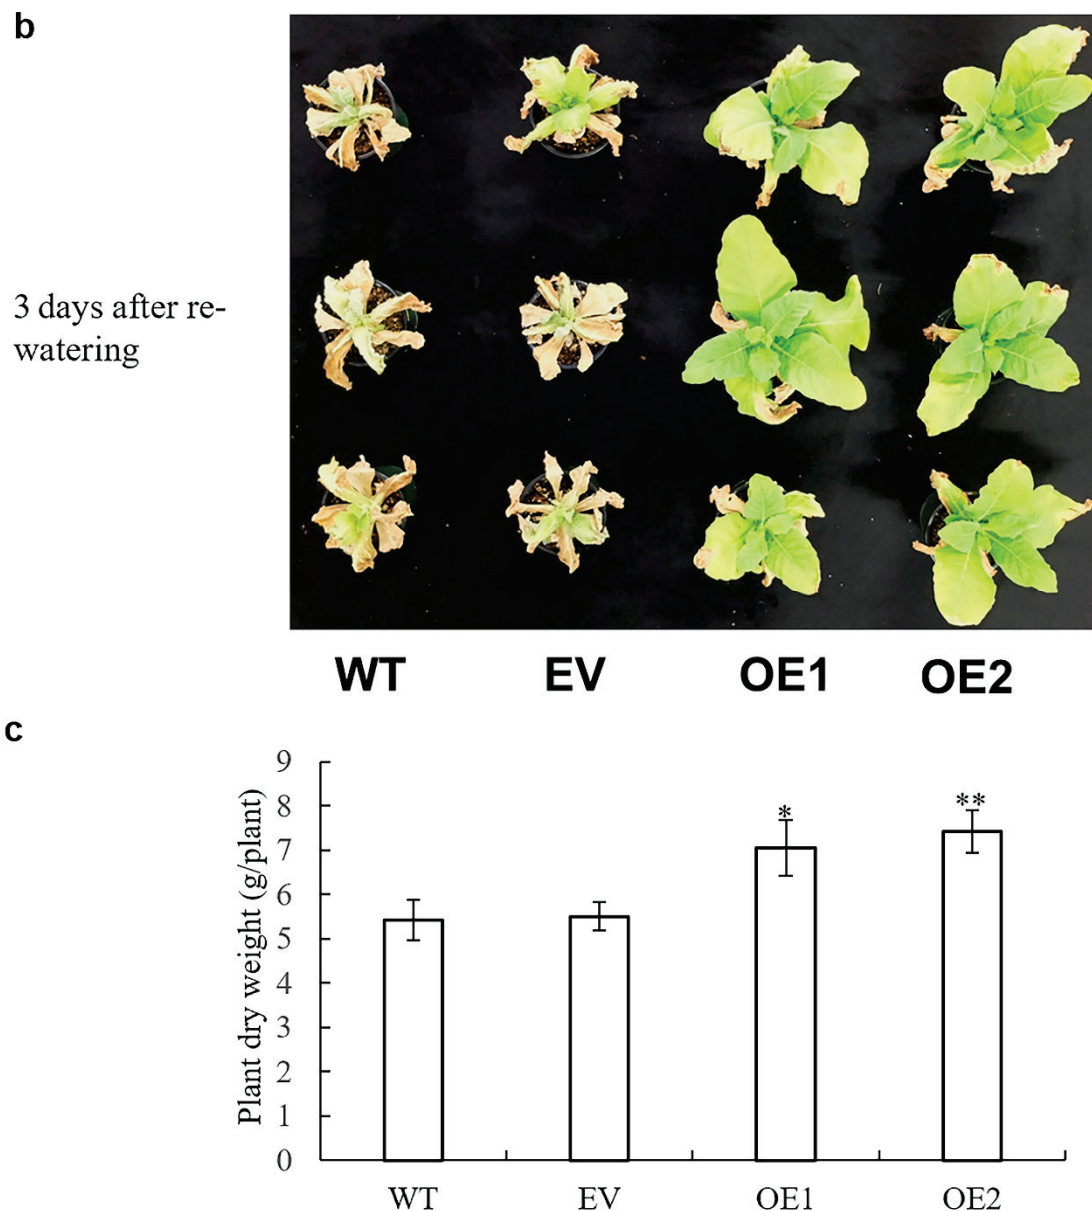 b
3 days after re-
watering
WT EV OE1 OE2
c
Plant dry weight (g/plant)
9
8
7
6
5
4
3
2
1
0
*
**
WT EV OE1 OE2